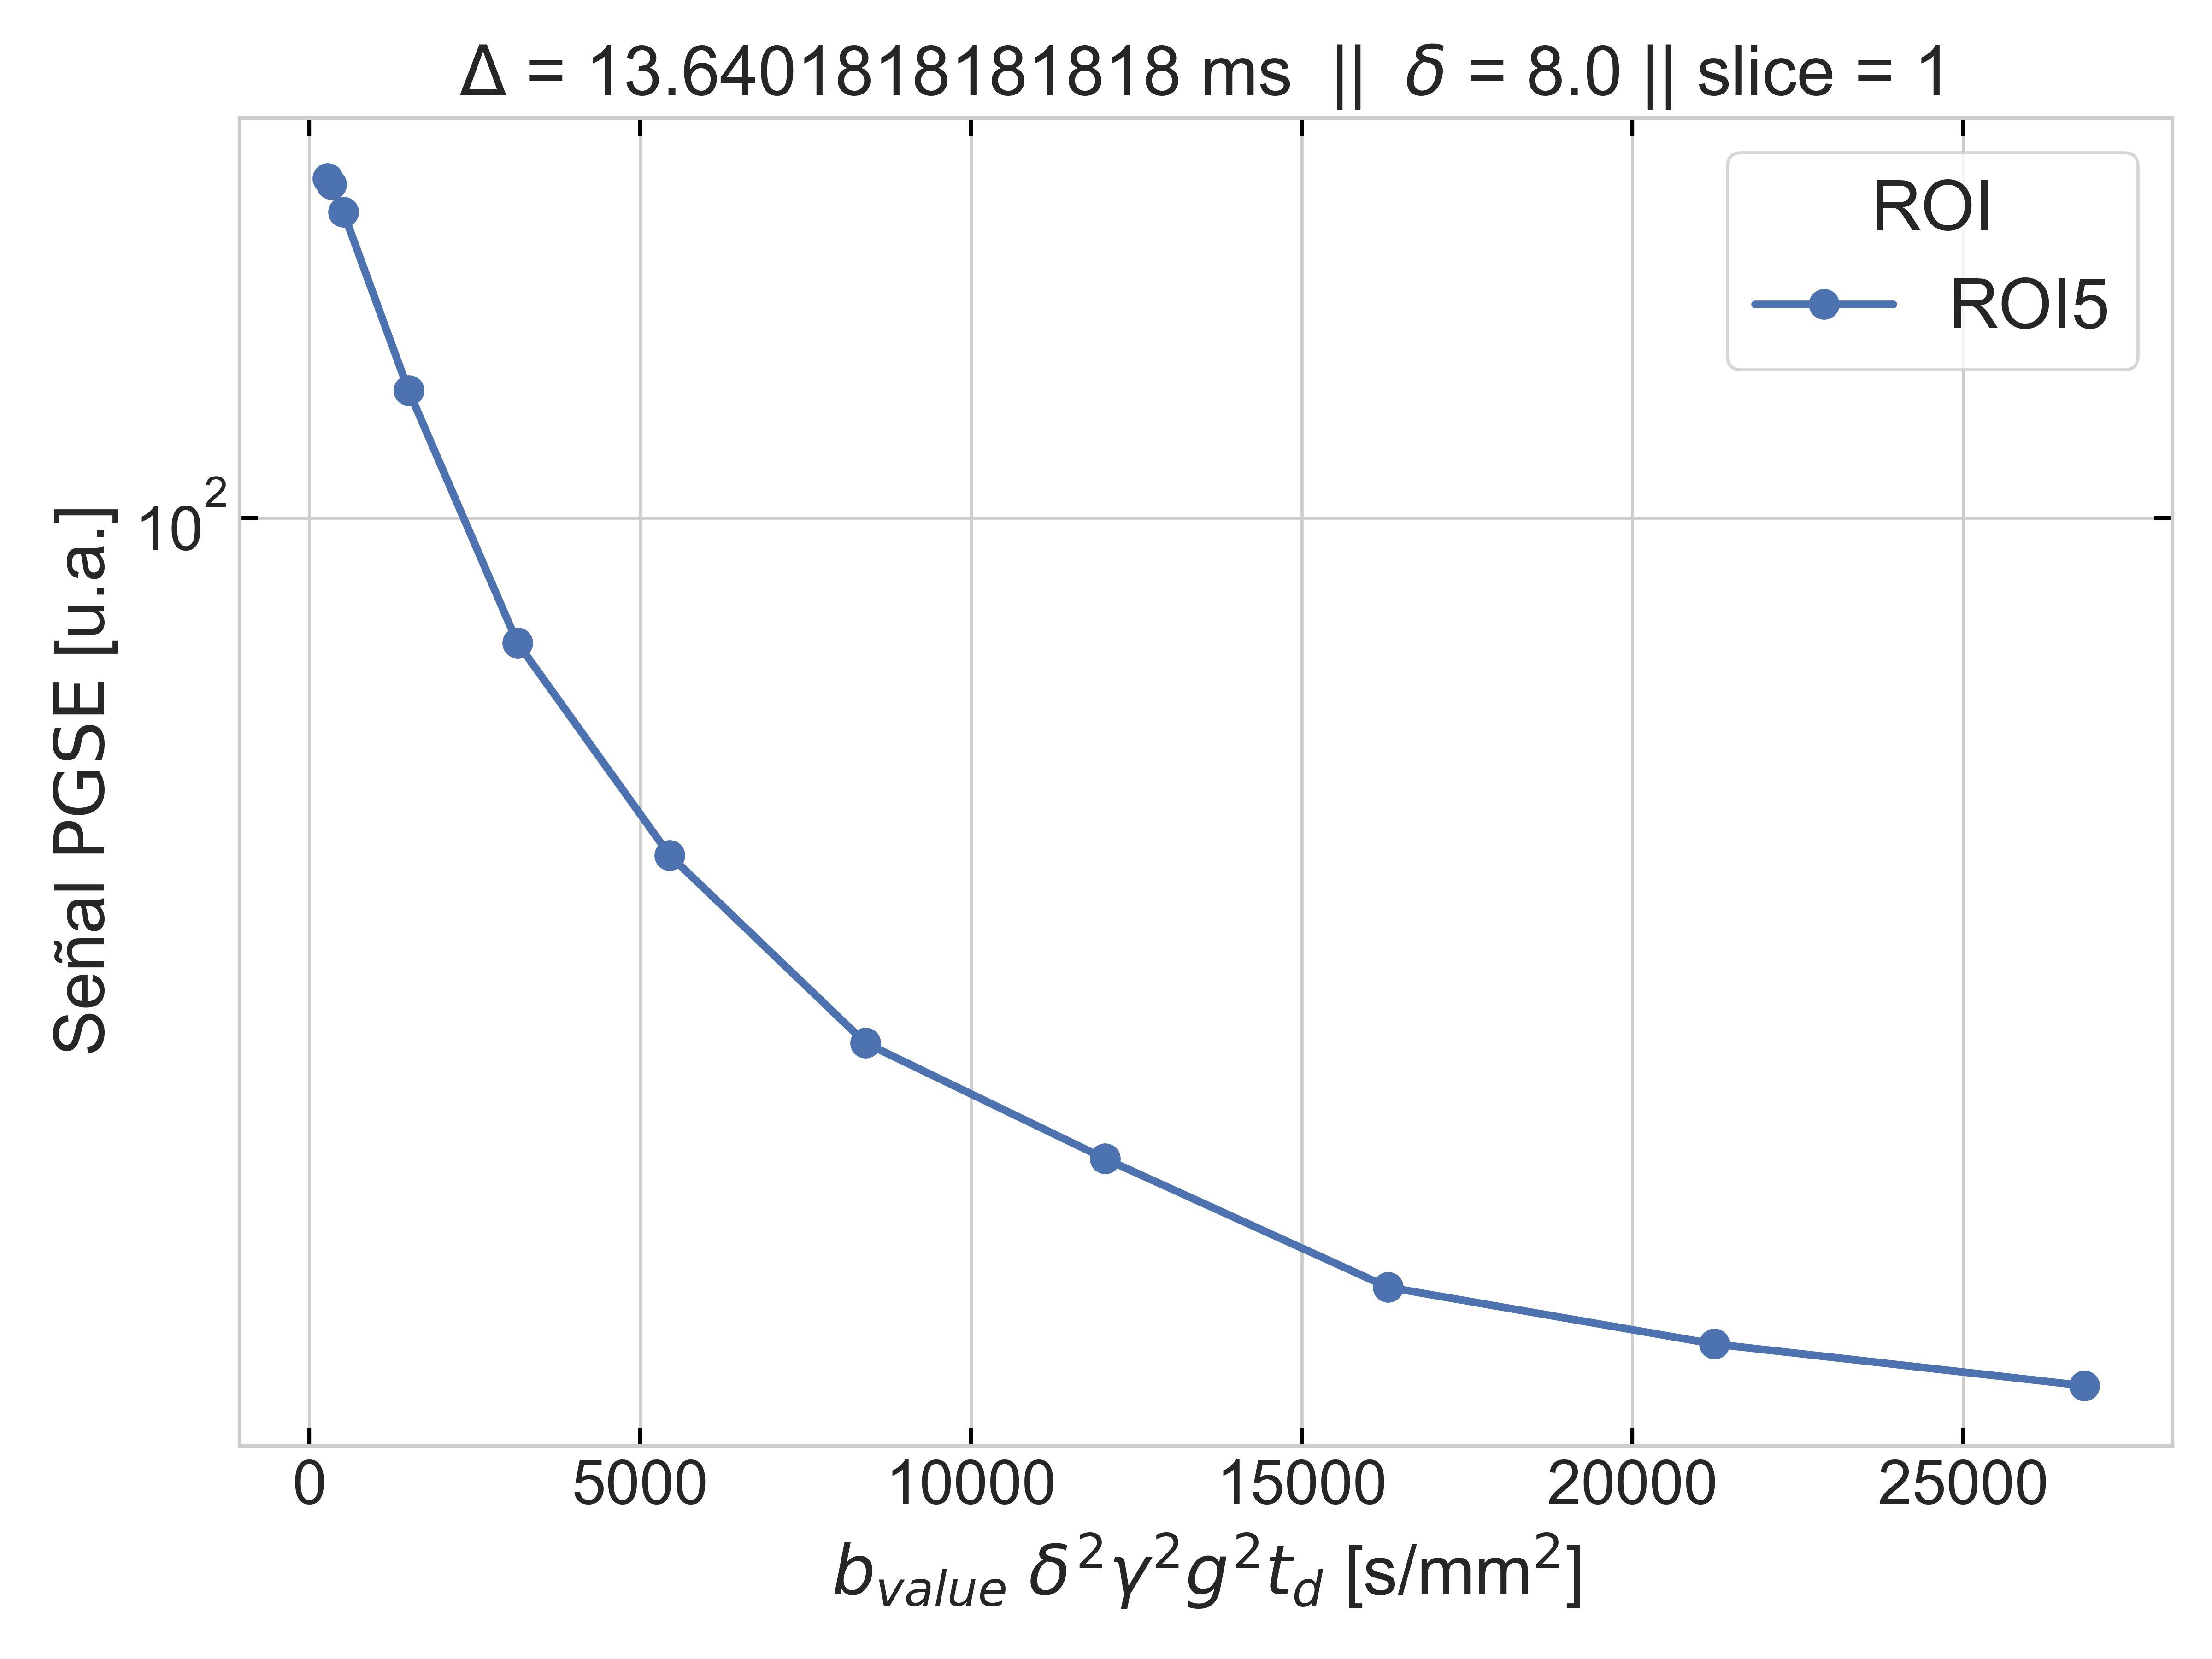 Δ = 13.640181818181818 ms || δ = 8.0 || slice = 1
ROI
ROI5
10²
Señal PGSE [u.a.]
0 5000 10000 15000 20000 25000
b_value δ²γ²g²t_d [s/mm²]